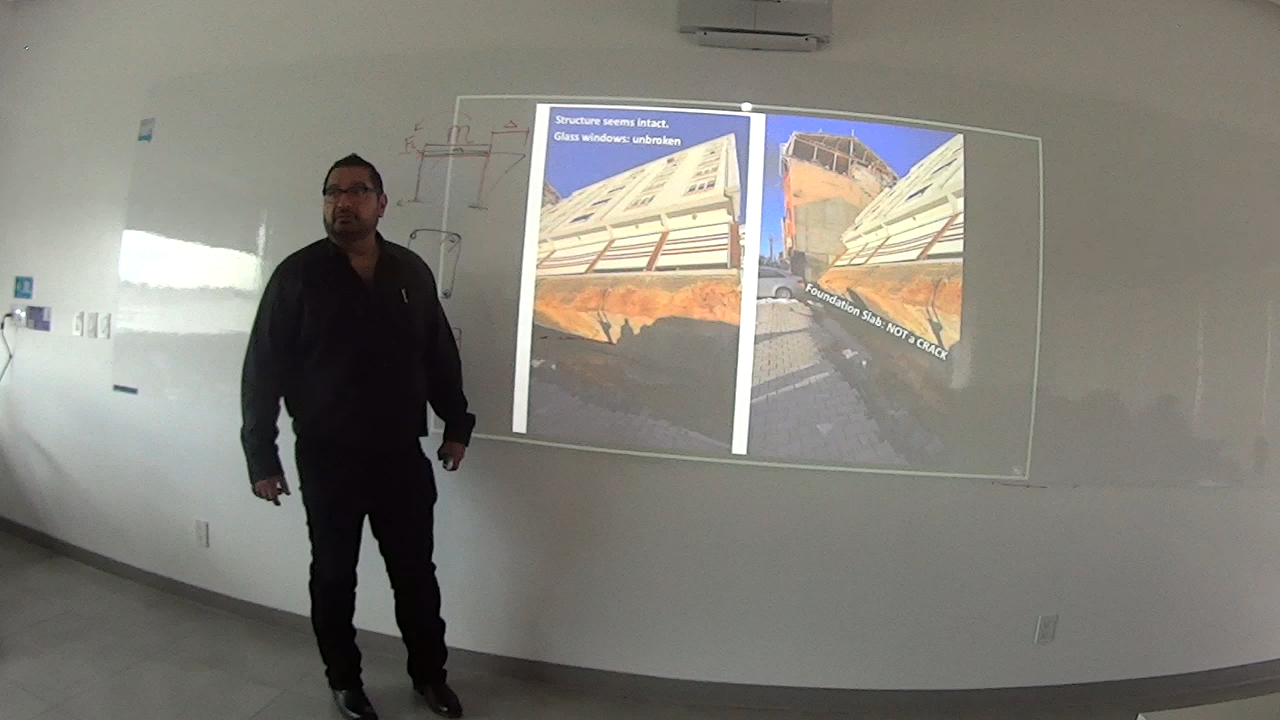 Structure seems intact.
Glass windows: unbroken
Foundation Slab: NOT a CRACK